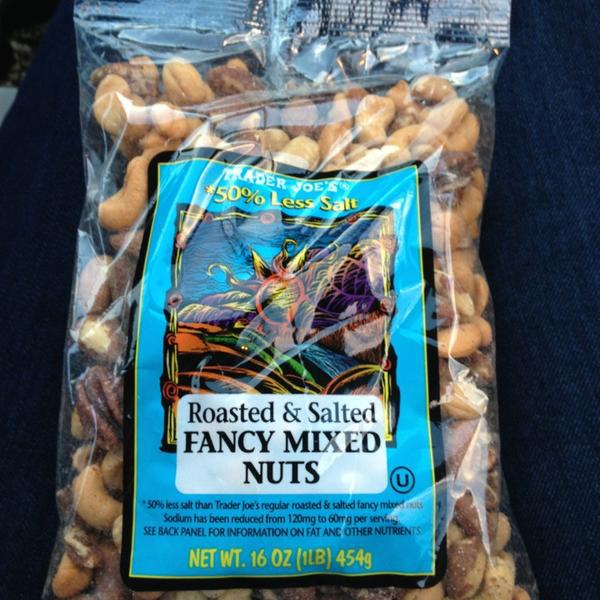 TRADER JOE'S®
*50% Less Salt
Roasted & Salted
FANCY MIXED
NUTS
U
* 50% less salt than Trader Joe's regular roasted & salted fancy mixed nuts
Sodium has been reduced from 120mg to 60mg per serving.
SEE BACK PANEL FOR INFORMATION ON FAT AND OTHER NUTRIENTS.
NET WT. 16 OZ (1LB) 454g